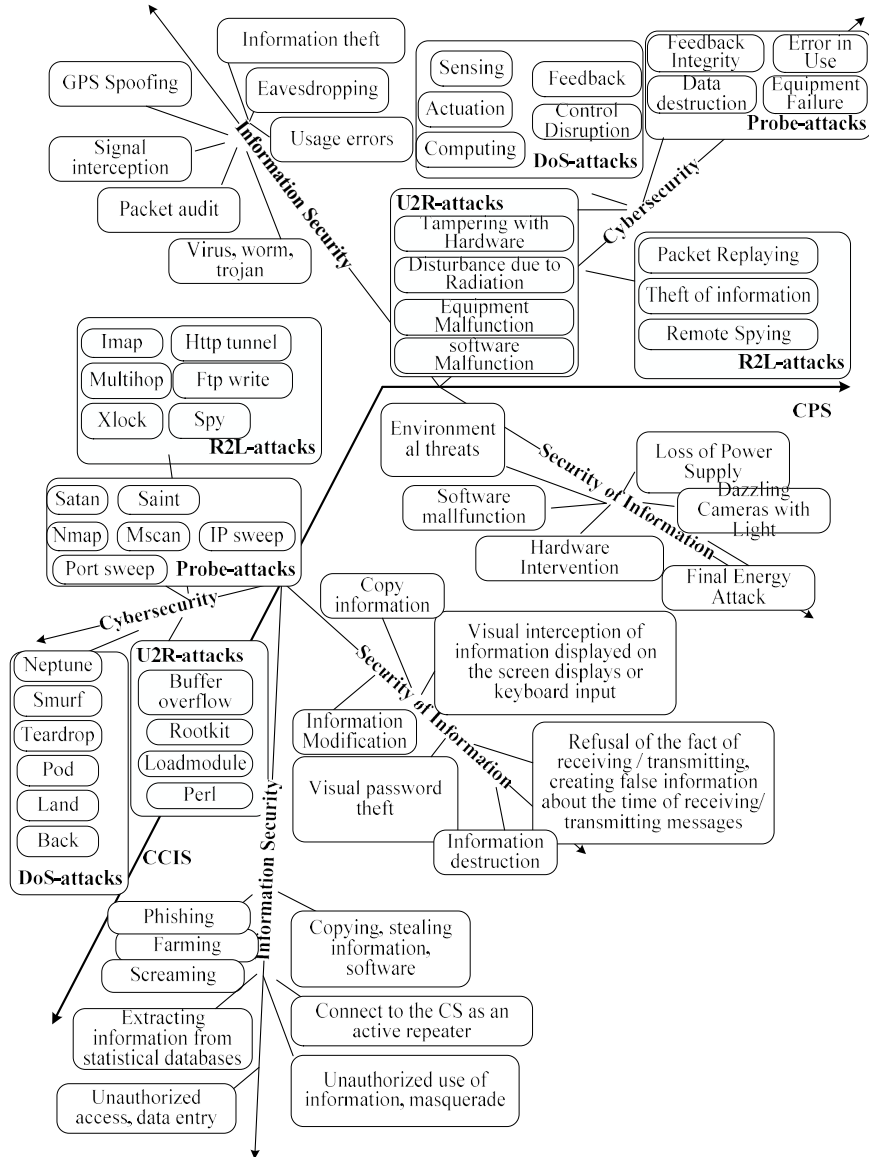 Information theft
GPS Spoofing
Eavesdropping
Usage errors
Signal
interception
Packet audit
Virus, worm,
trojan
Information Security
Sensing
Feedback
Actuation
Control
Disruption
Computing
DoS-attacks
Feedback
Integrity
Error in
Use
Data
destruction
Equipment
Failure
Probe-attacks
Cybersecurity
U2R-attacks
Tampering with
Hardware
Disturbance due to
Radiation
Equipment
Malfunction
software
Malfunction
Packet Replaying
Theft of information
Remote Spying
R2L-attacks
CPS
Imap
Http tunnel
Multihop
Ftp write
Xlock
Spy
R2L-attacks
Environment
al threats
Security of Information
Loss of Power
Supply
Software
mallfunction
Dazzling
Cameras with
Light
Hardware
Intervention
Final Energy
Attack
Satan
Saint
Nmap
Mscan
IP sweep
Port sweep
Probe-attacks
Cybersecurity
Neptune
Smurf
Teardrop
Pod
Land
Back
DoS-attacks
U2R-attacks
Buffer
overflow
Rootkit
Loadmodule
Perl
CCIS
Copy
information
Security of Information
Visual interception of
information displayed on
the screen displays or
keyboard input
Information
Modification
Visual password
theft
Refusal of the fact of
receiving / transmitting,
creating false information
about the time of receiving/
transmitting messages
Information
destruction
Information Security
Phishing
Farming
Screaming
Copying, stealing
information,
software
Extracting
information from
statistical databases
Connect to the CS as an
active repeater
Unauthorized
access, data entry
Unauthorized use of
information, masquerade